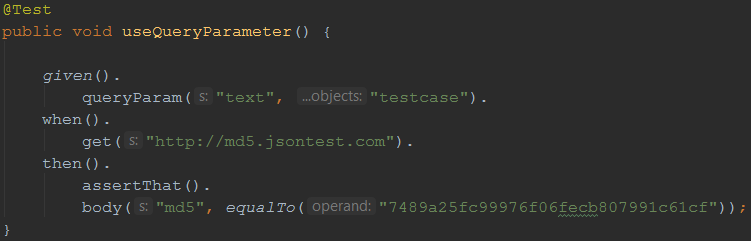 @Test
public void useQueryParameter() {
given().
queryParam( s: "text", ...objects: "testcase").
when().
get( s: "http://md5.jsontest.com").
then().
assertThat().
body( s: "md5", equalTo( operand: "7489a25fc99976f06fecb807991c61cf"));
}